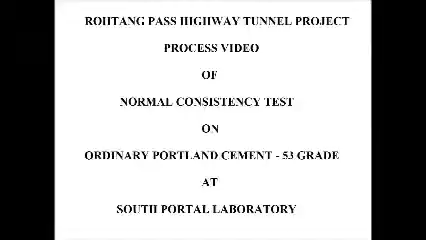 ROHTANG PASS HIGHWAY TUNNEL PROJECT
PROCESS VIDEO
OF
NORMAL CONSISTENCY TEST
ON
ORDINARY PORTLAND CEMENT - 53 GRADE
AT
SOUTH PORTAL LABORATORY